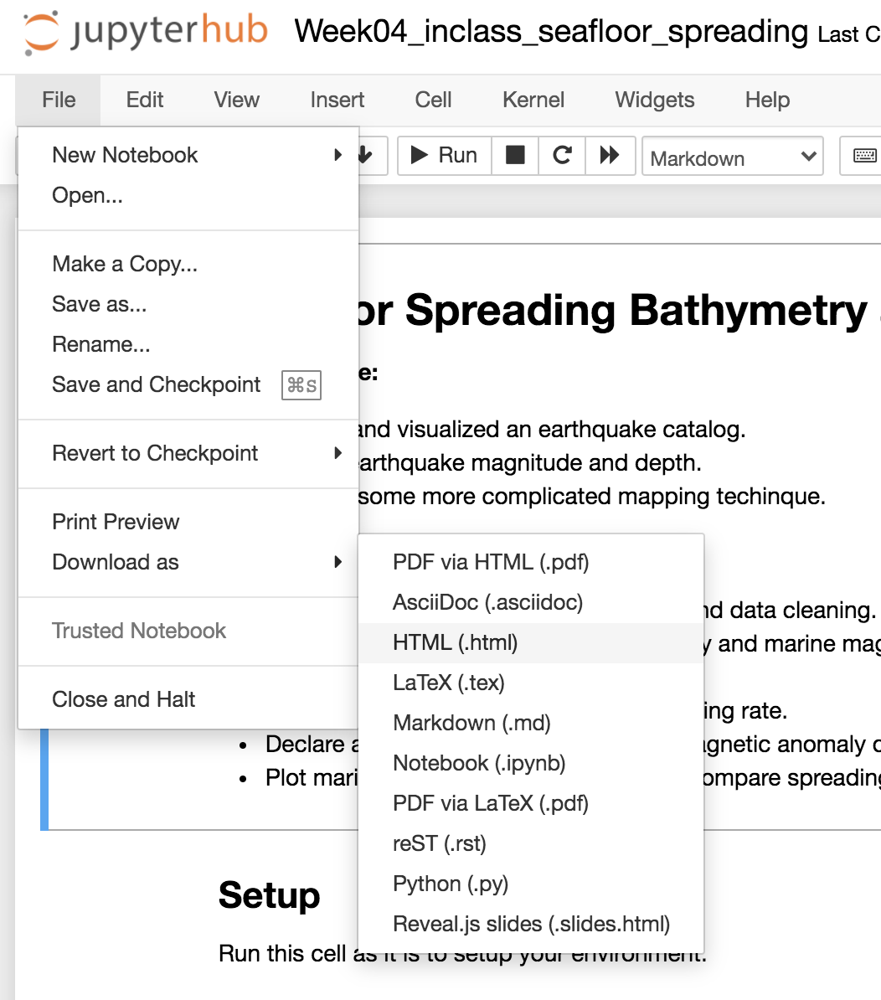 jupyterhub Week04_inclass_seafloor_spreading Last C
File Edit View Insert Cell Kernel Widgets Help
New Notebook Run Markdown
Open...
Make a Copy...
Save as...
or Spreading Bathymetry
Rename...
e:
Save and Checkpoint ⌘S
and visualized an earthquake catalog.
Revert to Checkpoint
earthquake magnitude and depth.
some more complicated mapping techinque.
Print Preview
Download as
PDF via HTML (.pdf)
AsciiDoc (.asciidoc)
nd data cleaning.
Trusted Notebook
HTML (.html)
y and marine mag
LaTeX (.tex)
Close and Halt
ing rate.
Markdown (.md)
Declare a
agnetic anomaly
Notebook (.ipynb)
Plot mari
ompare spreading
PDF via LaTeX (.pdf)
reST (.rst)
Setup
Python (.py)
Reveal.js slides (.slides.html)
Run this cell as it is to setup your environment.